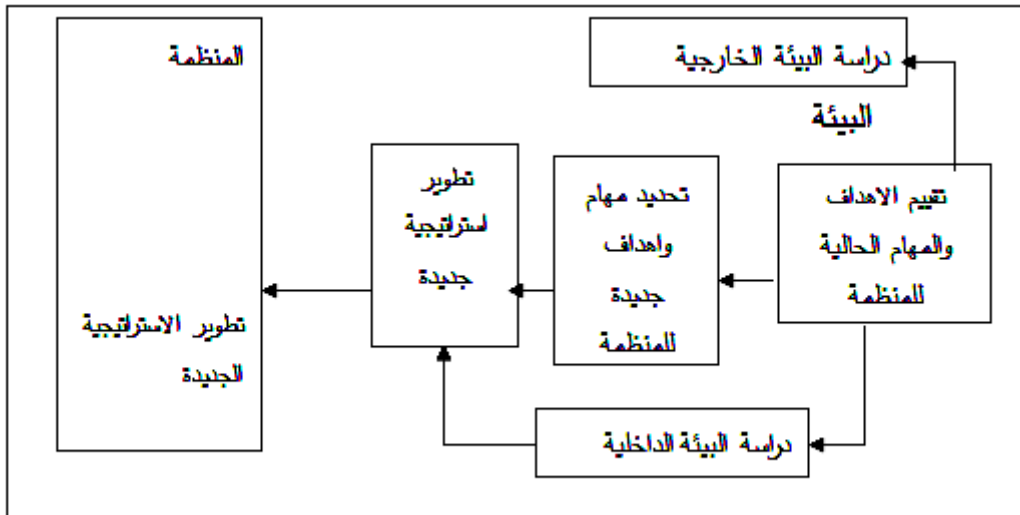 دراسة البيئة الخارجية
البيئة
تقييم الاهداف
والمهام الحالية
للمنظمة
تحديد مهام
واهداف
جديدة
للمنظمة
تطوير
استراتيجية
جديدة
المنظمة
تطوير الاستراتيجية
الجديدة
دراسة البيئة الداخلية